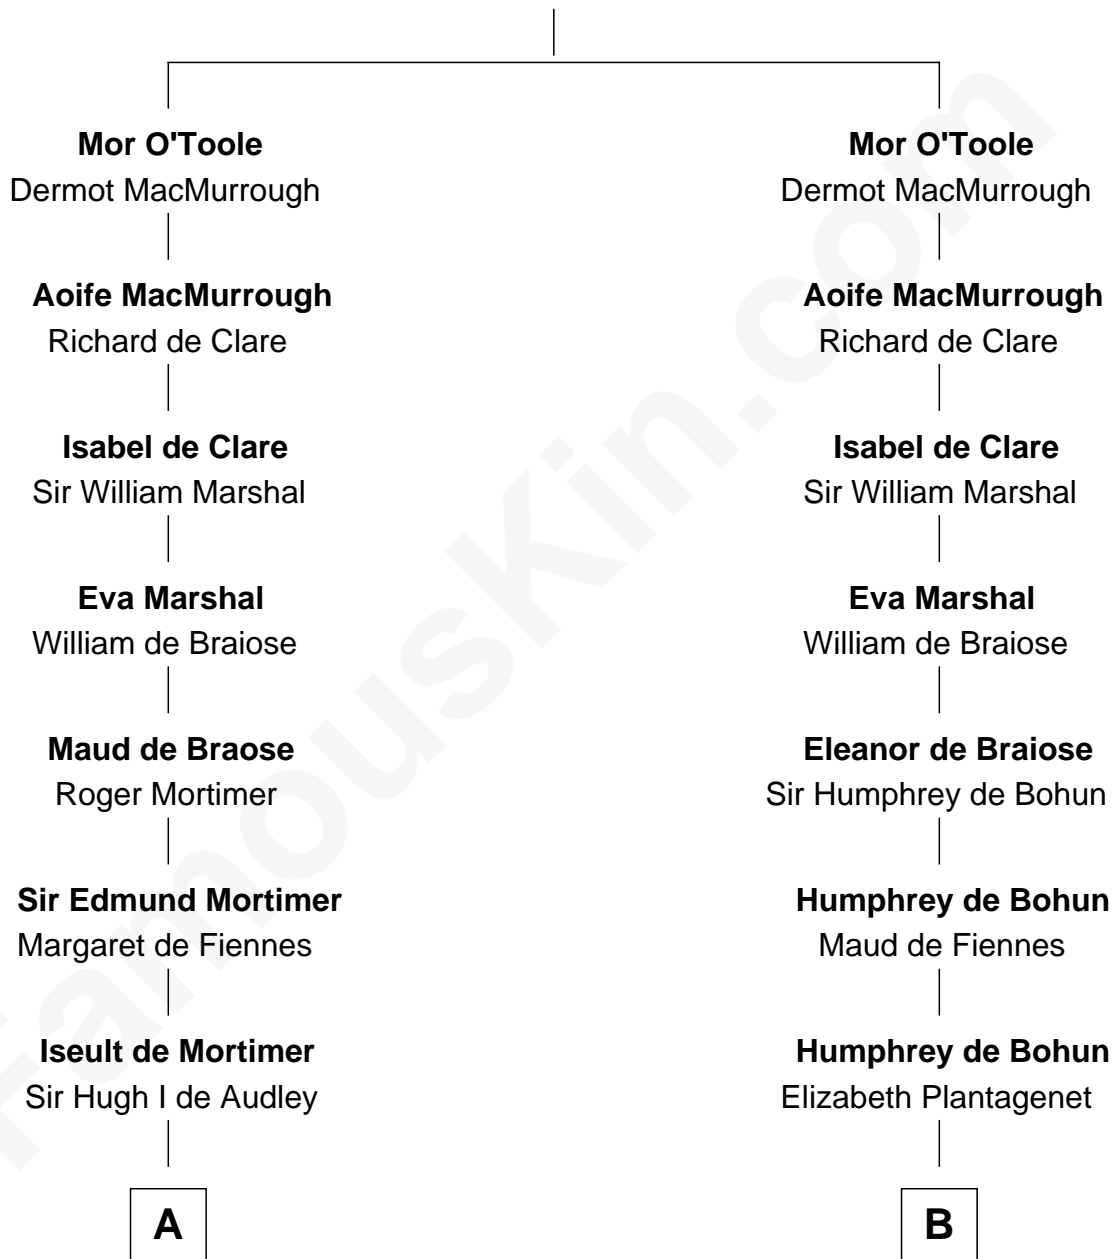 Mor O'Toole
Dermot MacMurrough
Aoife MacMurrough
Richard de Clare
Isabel de Clare
Sir William Marshal
Eva Marshal
William de Braiose
Maud de Braose
Roger Mortimer
Sir Edmund Mortimer
Margaret de Fiennes
Iseult de Mortimer
Sir Hugh I de Audley
A
Mor O'Toole
Dermot MacMurrough
Aoife MacMurrough
Richard de Clare
Isabel de Clare
Sir William Marshal
Eva Marshal
William de Braiose
Eleanor de Braiose
Sir Humphrey de Bohun
Humphrey de Bohun
Maud de Fiennes
Humphrey de Bohun
Elizabeth Plantagenet
B
FamousKin.com